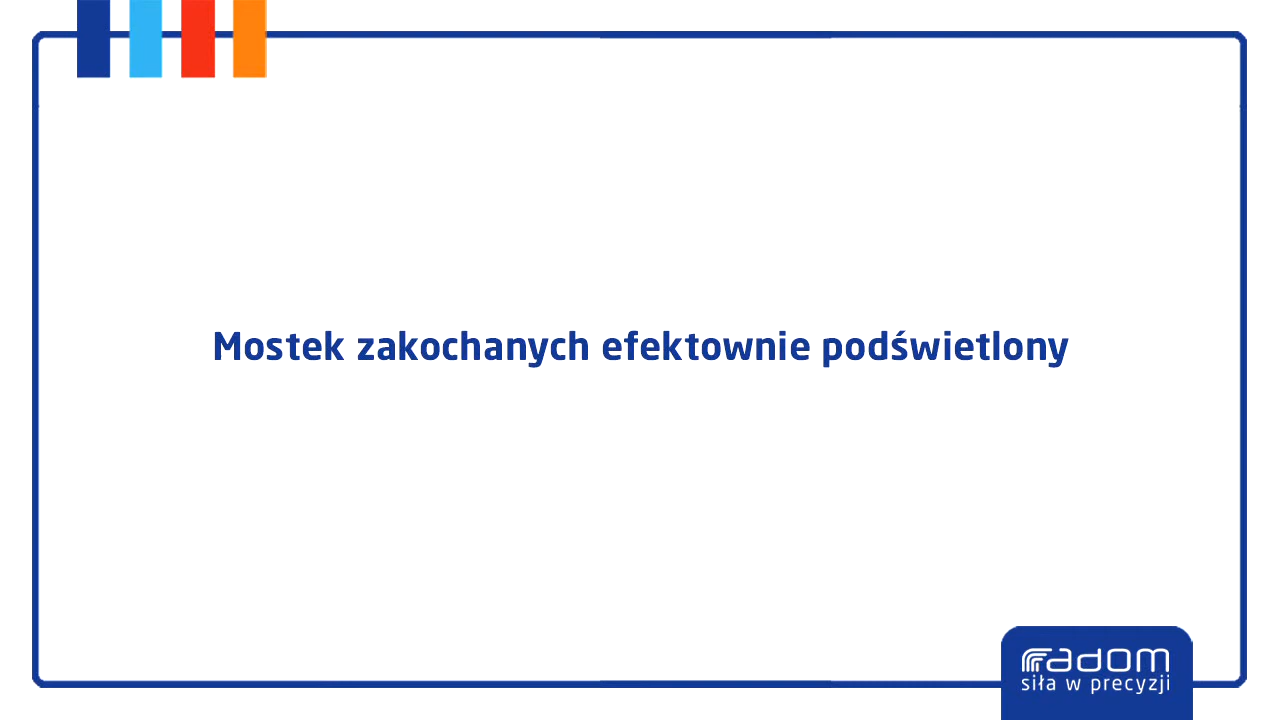 Mostek zakochanych efektownie podświetlony
radom
siła w precyzji